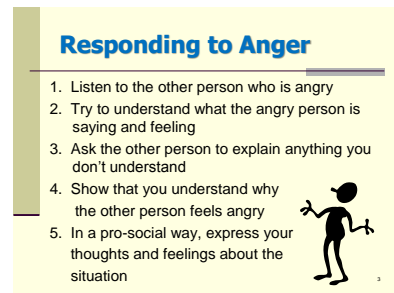 Responding to Anger
1. Listen to the other person who is angry
2. Try to understand what the angry person is
saying and feeling
3. Ask the other person to explain anything you
don't understand
4. Show that you understand why
the other person feels angry
5. In a pro-social way, express your
thoughts and feelings about the
situation
3